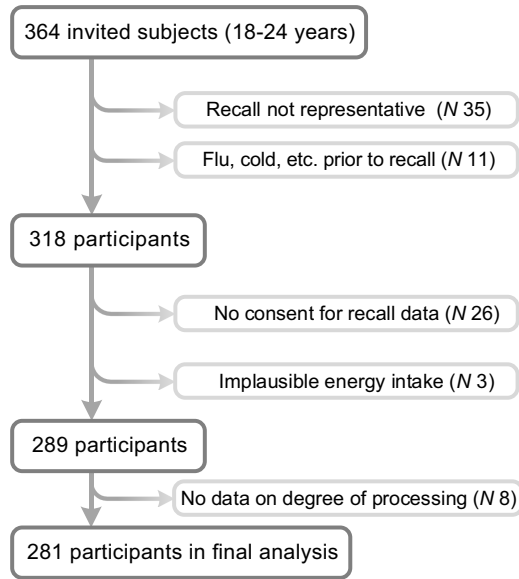 364 invited subjects (18-24 years)
Recall not representative (N 35)
Flu, cold, etc. prior to recall (N 11)
318 participants
No consent for recall data (N 26)
Implausible energy intake (N 3)
289 participants
No data on degree of processing (N 8)
281 participants in final analysis